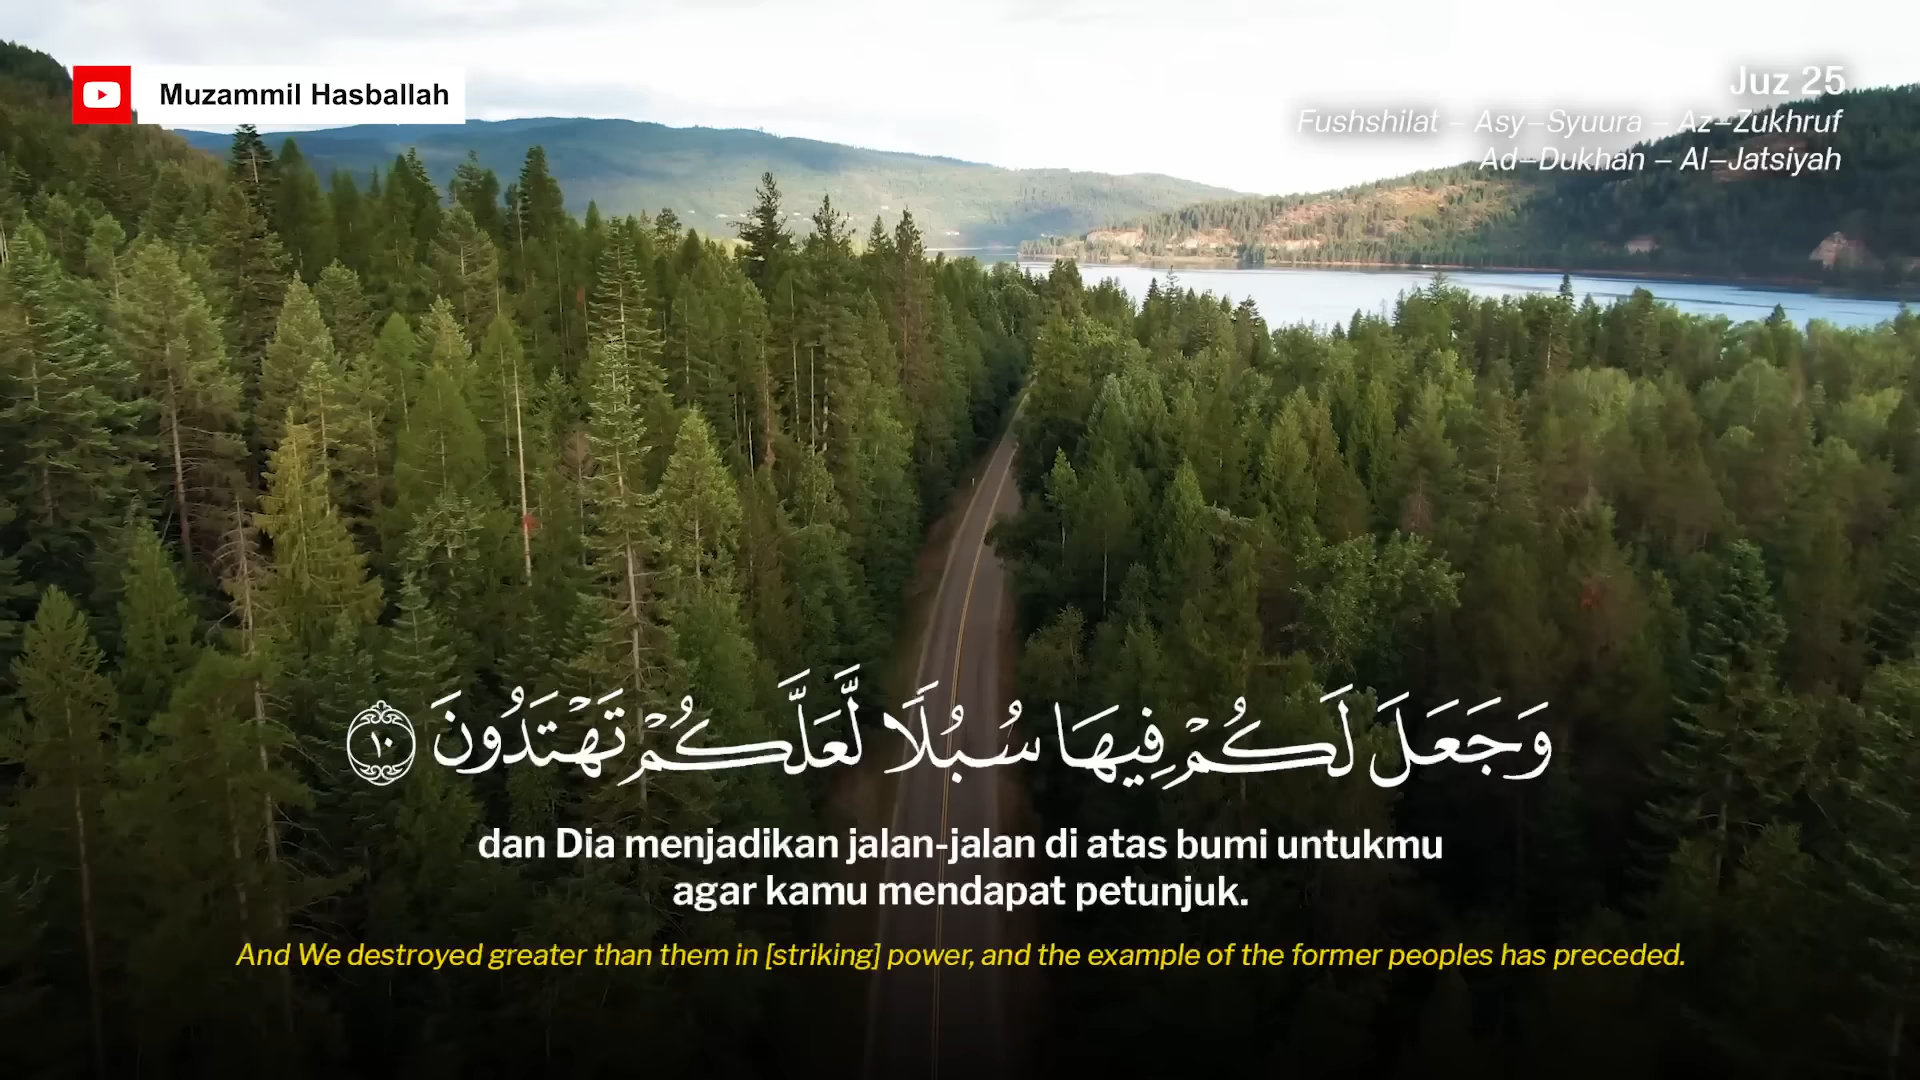 Muzammil Hasballah
Juz 25
Fushshilat – Asy–Syuura – Az–Zukhruf
Ad–Dukhan – Al–Jatsiyah
وَجَعَلَ لَكُمْ فِيهَا سُبُلًا لَّعَلَّكُمْ تَهْتَدُونَ ١٠
dan Dia menjadikan jalan-jalan di atas bumi untukmu
agar kamu mendapat petunjuk.
And We destroyed greater than them in [striking] power, and the example of the former peoples has preceded.